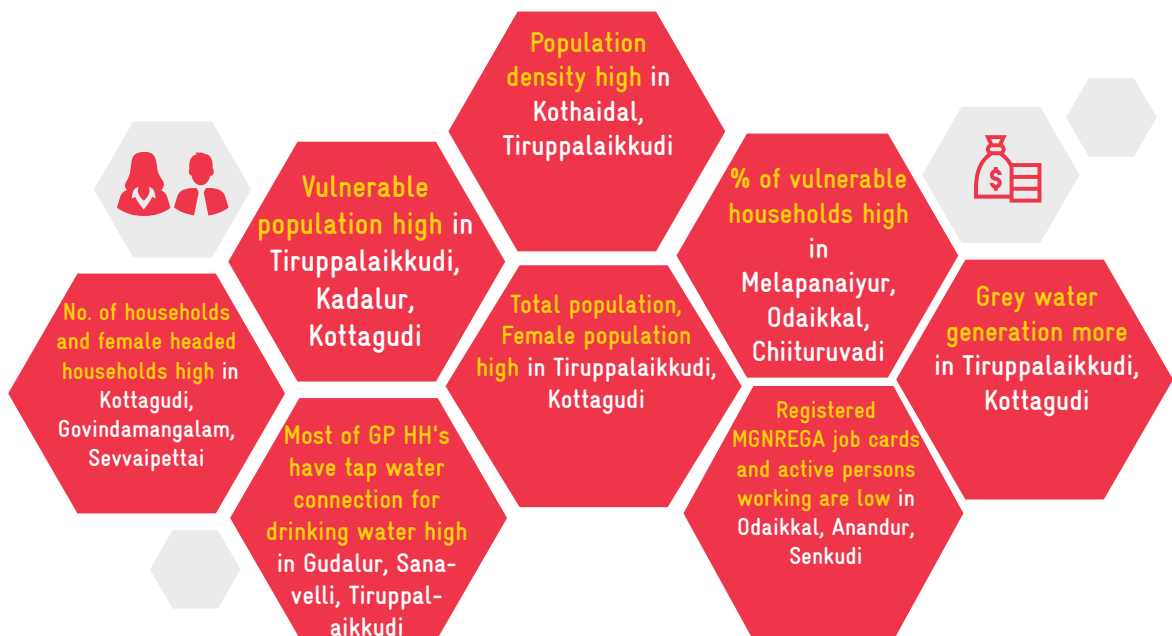 Population
density high in
Kothaidal,
Tiruppalaikkudi
Vulnerable
population high in
Tiruppalaikkudi,
Kadalur,
Kottagudi
% of vulnerable
households high
in
Melapanaiyur,
Odaikkal,
Chiituruvadi
No. of households
and female headed
households high in
Kottagudi,
Govindamangalam,
Sevvaipettai
Total population,
Female population
high in Tiruppalaikkudi,
Kottagudi
Grey water
generation more
in Tiruppalaikkudi,
Kottagudi
Most of GP HH's
have tap water
connection for
drinking water high
in Gudalur, Sana-
velli, Tiruppal-
aikkudi
Registered
MGNREGA job cards
and active persons
working are low in
Odaikkal, Anandur,
Senkudi
$